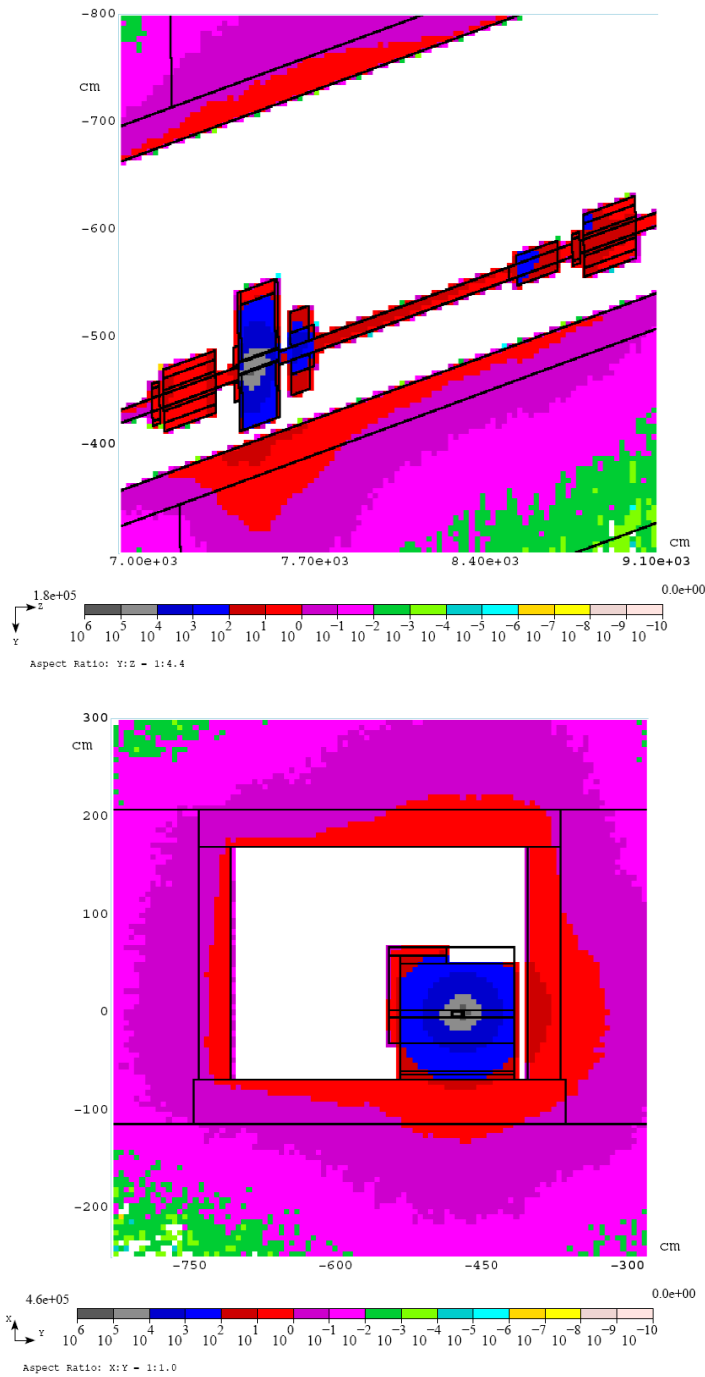 -800
cm
-700
-600
-500
-400
cm
7.00e+03 7.70e+03 8.40e+03 9.10e+03
1.8e+05 0.0e+00
Z
Y
10^6 10^5 10^4 10^3 10^2 10^1 10^0 10^-1 10^-2 10^-3 10^-4 10^-5 10^-6 10^-7 10^-8 10^-9 10^-10
Aspect Ratio: Y:Z = 1:4.4
300
cm
200
100
0
-100
-200
cm
-750 -600 -450 -300
4.6e+05 0.0e+00
X
Y
10^6 10^5 10^4 10^3 10^2 10^1 10^0 10^-1 10^-2 10^-3 10^-4 10^-5 10^-6 10^-7 10^-8 10^-9 10^-10
Aspect Ratio: X:Y = 1:1.0